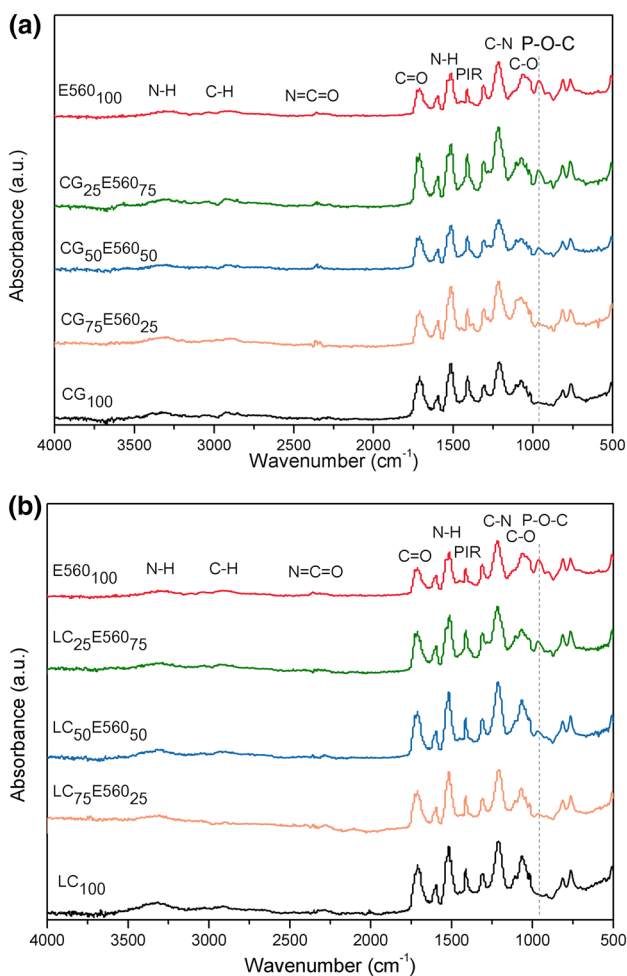 (a)
C-N P-O-C
N-H C-O
C=O PIR
N-H C-H N=C=O
E560100
CG25E56075
CG50E56050
CG75E56025
CG100
Absorbance (a.u.)
4000 3500 3000 2500 2000 1500 1000 500
Wavenumber (cm-1)
(b)
C-N P-O-C
N-H C-O
C=O PIR
N-H C-H N=C=O
E560100
LC25E56075
LC50E56050
LC75E56025
LC100
Absorbance (a.u.)
4000 3500 3000 2500 2000 1500 1000 500
Wavenumber (cm-1)